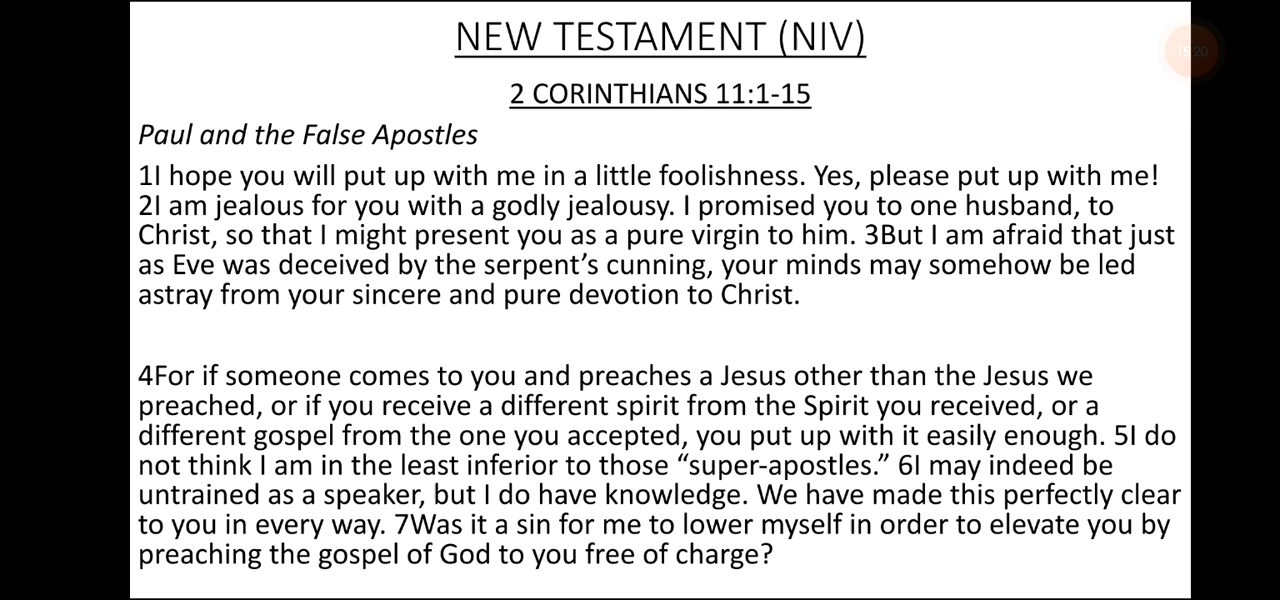 NEW TESTAMENT (NIV)
15:20
2 CORINTHIANS 11:1-15
Paul and the False Apostles
1I hope you will put up with me in a little foolishness. Yes, please put up with me!
2I am jealous for you with a godly jealousy. I promised you to one husband, to
Christ, so that I might present you as a pure virgin to him. 3But I am afraid that just
as Eve was deceived by the serpent’s cunning, your minds may somehow be led
astray from your sincere and pure devotion to Christ.
4For if someone comes to you and preaches a Jesus other than the Jesus we
preached, or if you receive a different spirit from the Spirit you received, or a
different gospel from the one you accepted, you put up with it easily enough. 5I do
not think I am in the least inferior to those “super-apostles.” 6I may indeed be
untrained as a speaker, but I do have knowledge. We have made this perfectly clear
to you in every way. 7Was it a sin for me to lower myself in order to elevate you by
preaching the gospel of God to you free of charge?